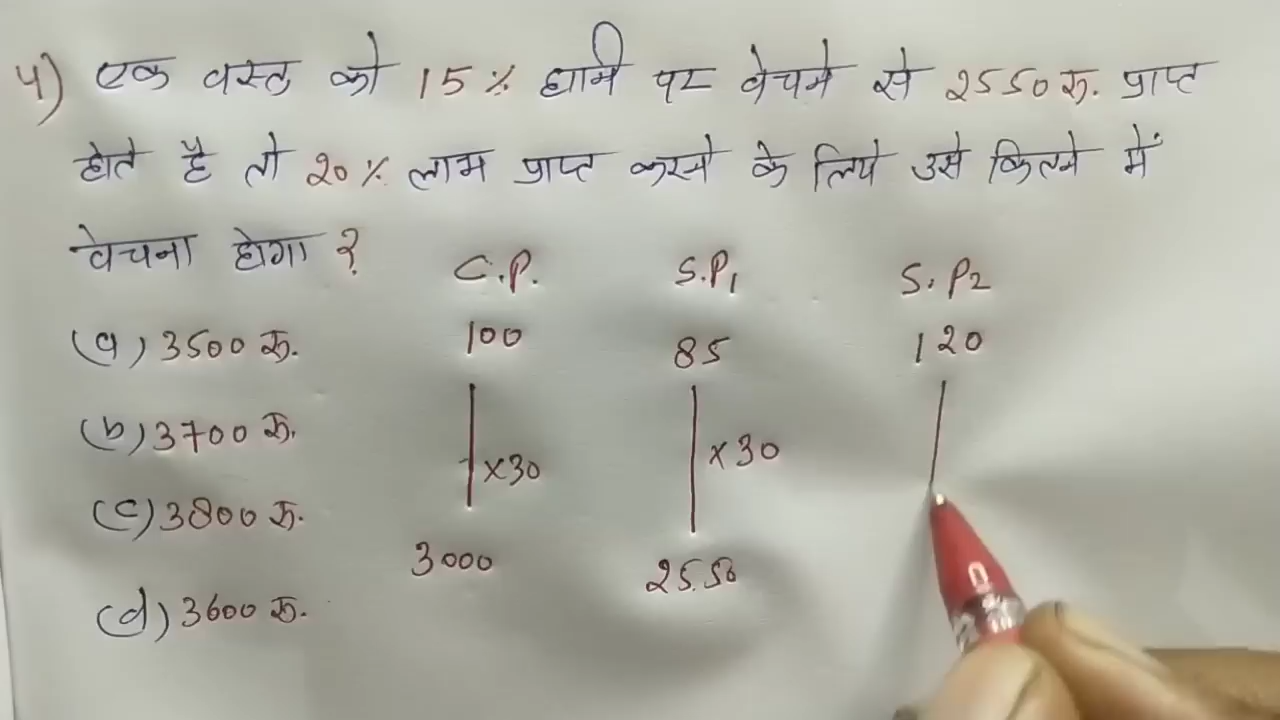 4) एक वस्तु को 15% हानि पर बेचने से 2550 रु. प्राप्त
होते है तो 20% लाभ प्राप्त करने के लिये उसे कितने में
बेचना होगा ?
C.P. S.P1 S.P2
100 85 120
(a) 3500 रु.
(b) 3700 रु.
×30 ×30
(c) 3800 रु.
3000 2550
(d) 3600 रु.